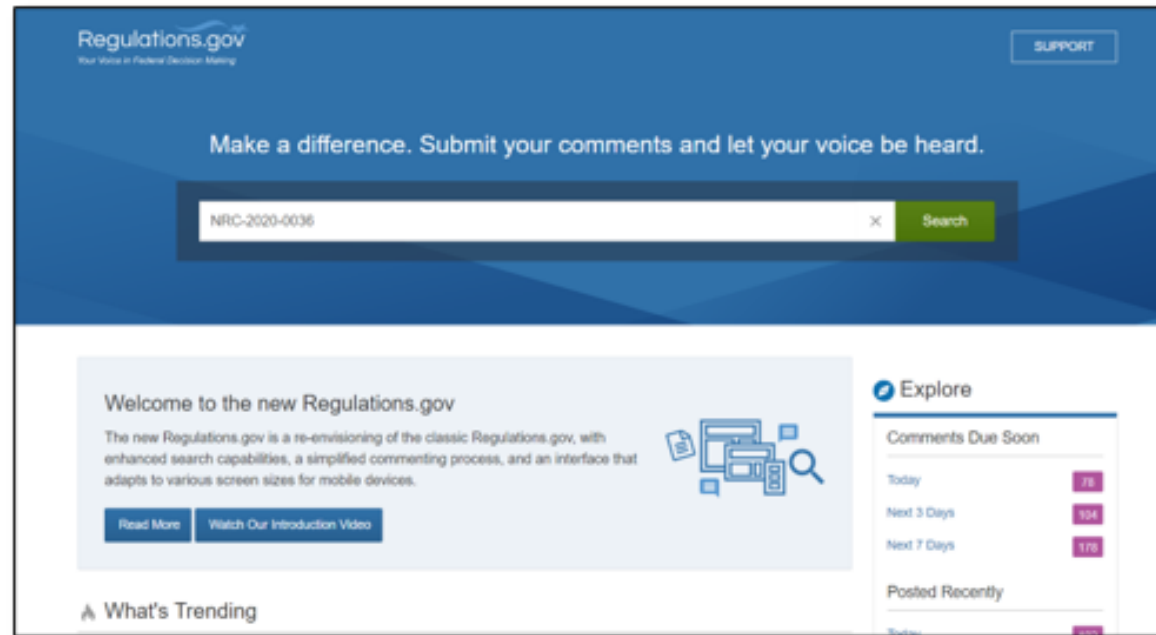 Regulations.gov
Your Voice in Federal Decision Making
SUPPORT
Make a difference. Submit your comments and let your voice be heard.
NRC-2020-0036
Search
Welcome to the new Regulations.gov
The new Regulations.gov is a re-envisioning of the classic Regulations.gov, with
enhanced search capabilities, a simplified commenting process, and an interface that
adapts to various screen sizes for mobile devices.
Read More
Watch Our Introduction Video
What's Trending
Explore
Comments Due Soon
Today 78
Next 3 Days 104
Next 7 Days 178
Posted Recently
Today